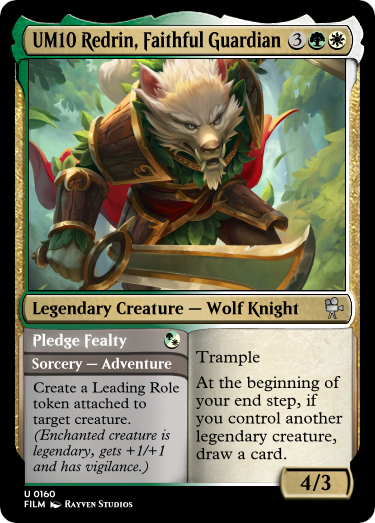 UM10 Redrin, Faithful Guardian 3
Legendary Creature — Wolf Knight
Pledge Fealty
Sorcery — Adventure
Create a Leading Role
token attached to
target creature.
(Enchanted creature is
legendary, gets +1/+1
and has vigilance.)
Trample
At the beginning of
your end step, if
you control another
legendary creature,
draw a card.
4/3
U 0160
FILM Rayven Studios